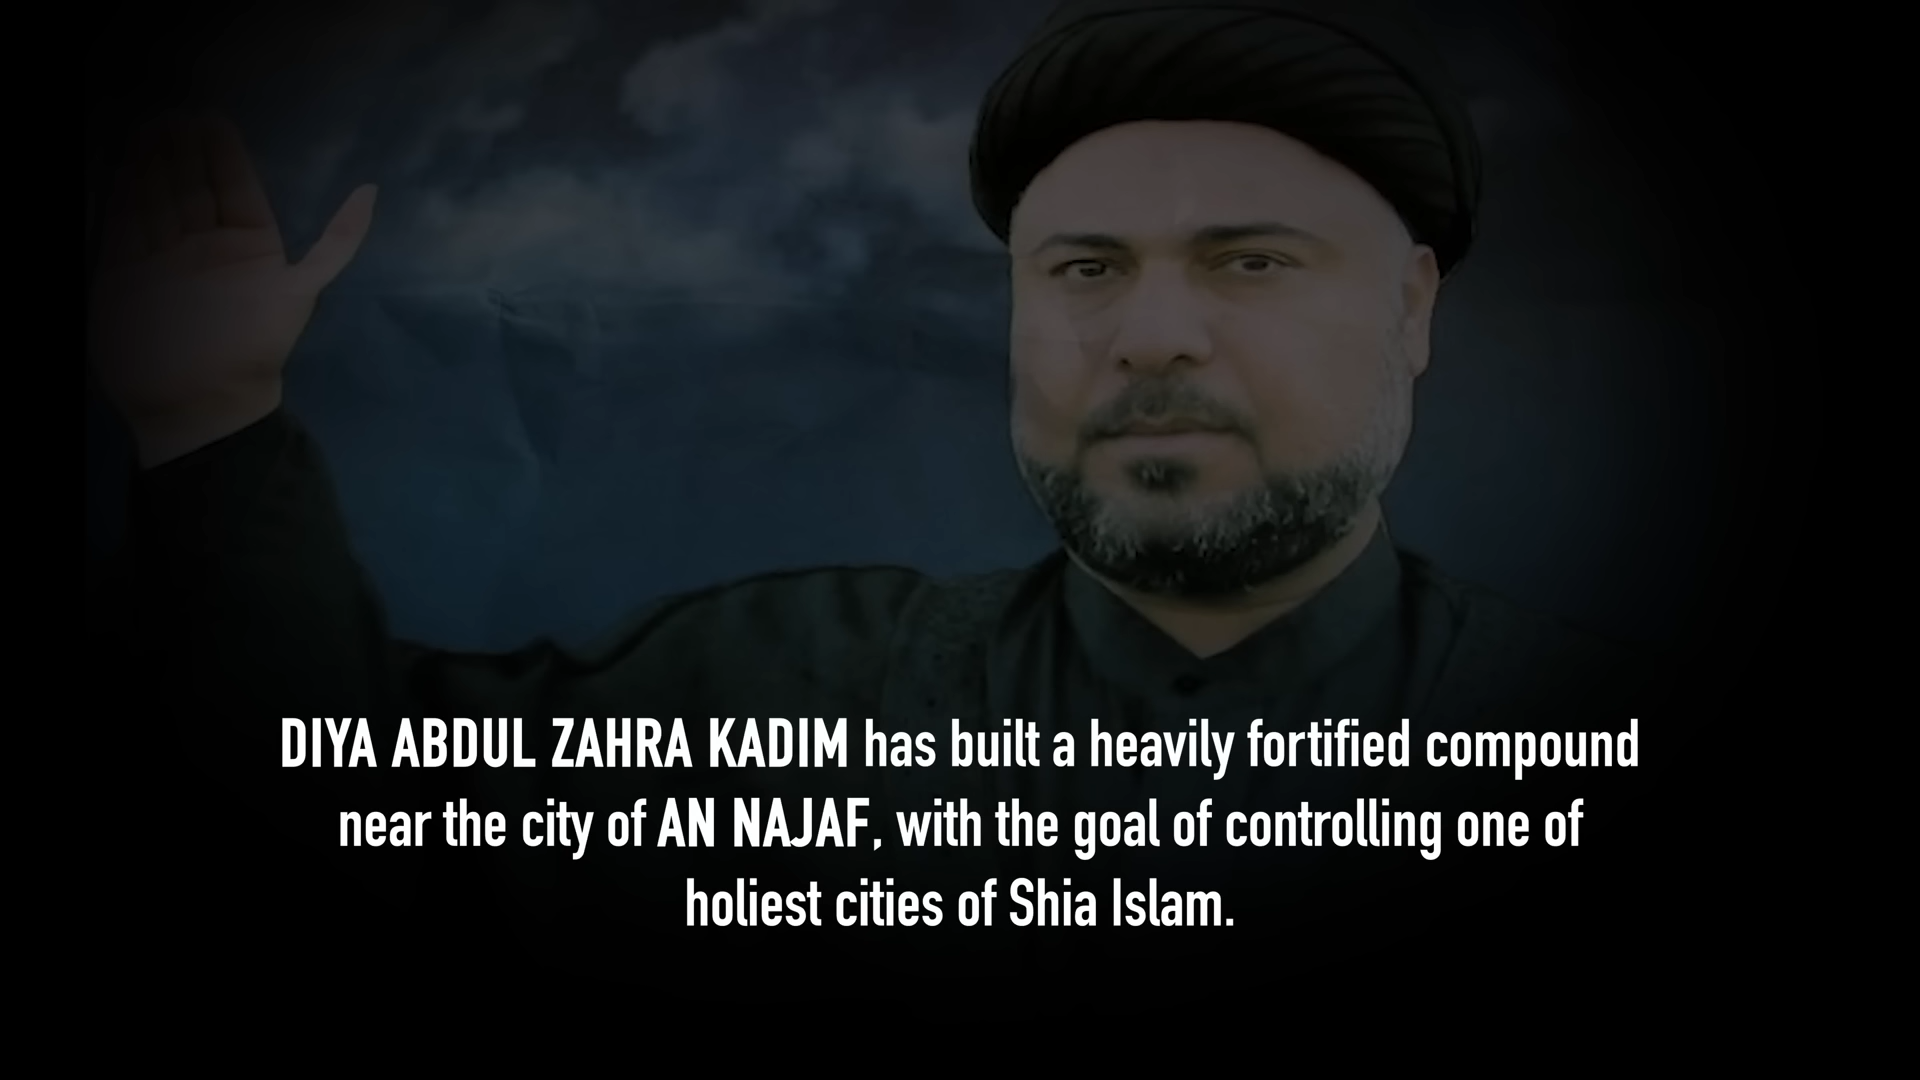 DIYA ABDUL ZAHRA KADIM has built a heavily fortified compound
near the city of AN NAJAF, with the goal of controlling one of
holiest cities of Shia Islam.